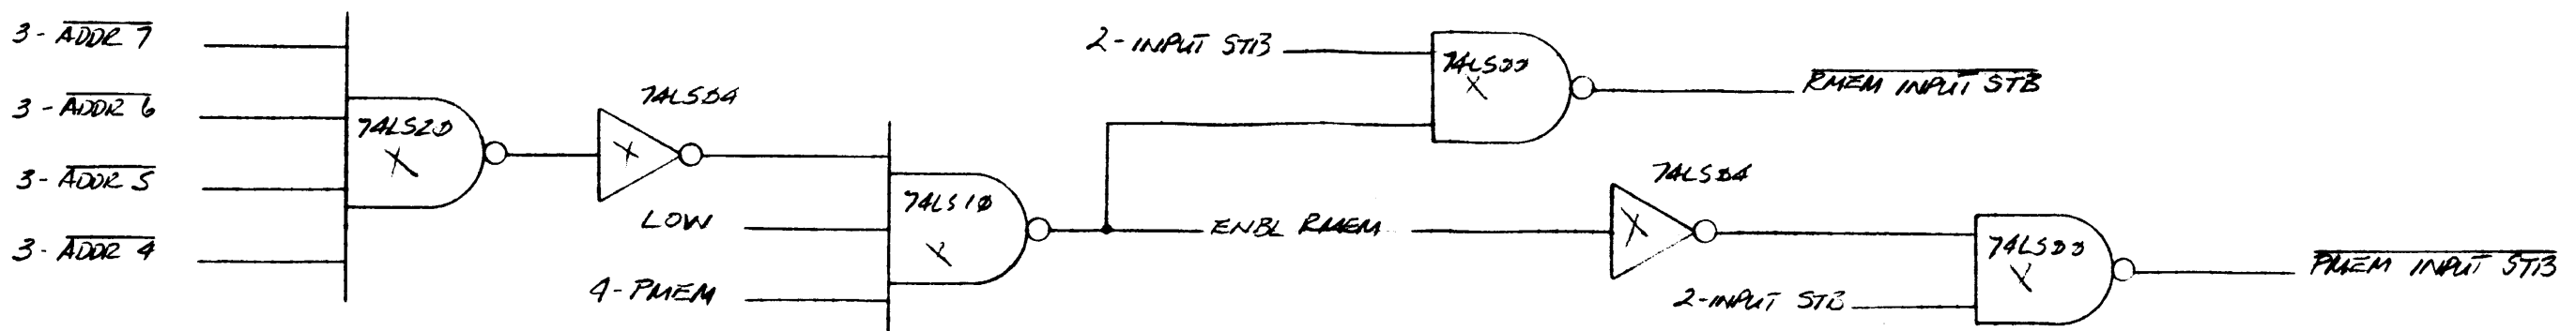 3- ADDR 7
3- ADDR 6
3- ADDR 5
3- ADDR 4
74LS20
X
74LS04
X
LOW
4- PMEM
74LS10
X
2- INPUT STB
74LS00
X
RMEM INPUT STB
ENBL RMEM
74LS04
X
2-INPUT STB
74LS00
X
PMEM INPUT STB